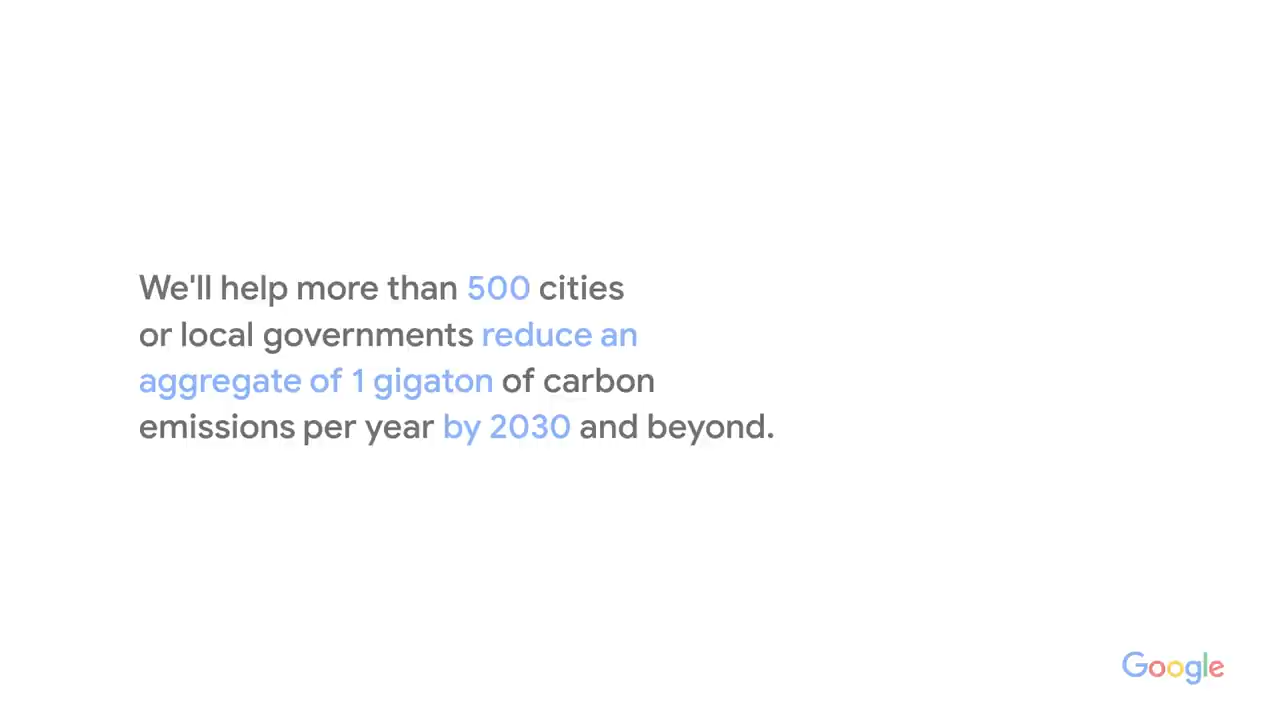 We'll help more than 500 cities
or local governments reduce an
aggregate of 1 gigaton of carbon
emissions per year by 2030 and beyond.
Google